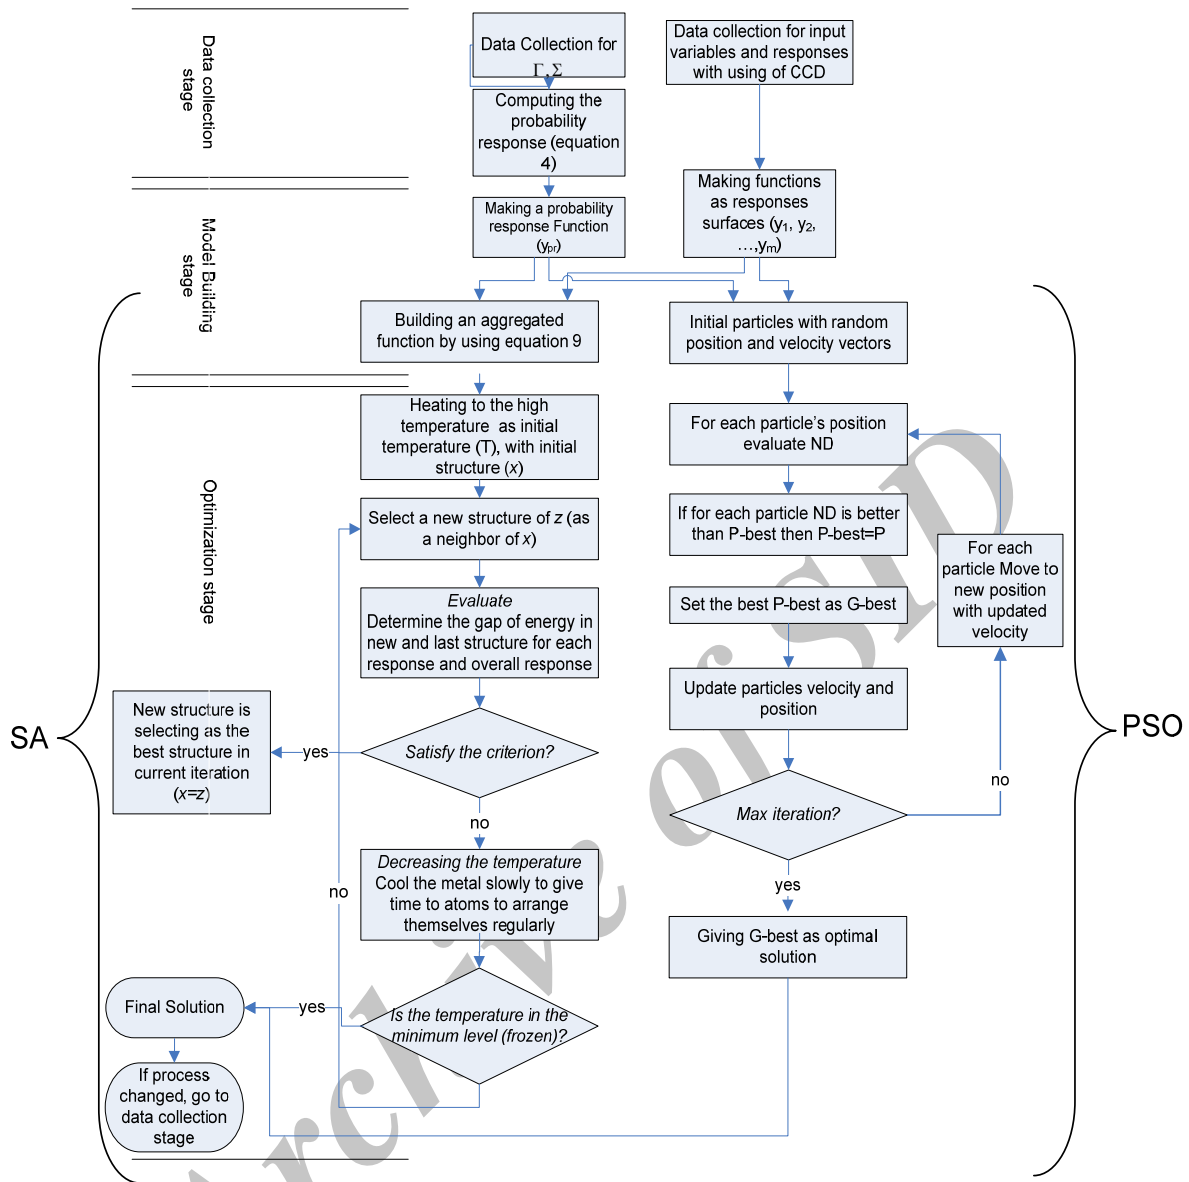 Data collection
stage
Data Collection for
Γ,Σ
Computing the
probability
response (equation
4)
Data collection for input
variables and responses
with using of CCD
Model Building
stage
Making a probability
response Function
(ypr)
Making functions
as responses
surfaces (y1, y2,
…,ym)
Building an aggregated
function by using equation 9
Initial particles with random
position and velocity vectors
Optimization stage
SA
Heating to the high
temperature as initial
temperature (T), with initial
structure (x)
Select a new structure of z (as
a neighbor of x)
Evaluate
Determine the gap of energy in
new and last structure for each
response and overall response
Satisfy the criterion?
yes
New structure is
selecting as the
best structure in
current iteration
(x=z)
no
Decreasing the temperature
Cool the metal slowly to give
time to atoms to arrange
themselves regularly
no
Is the temperature in the
minimum level (frozen)?
yes
Final Solution
If process
changed, go to
data collection
stage
For each particle's position
evaluate ND
If for each particle ND is better
than P-best then P-best=P
Set the best P-best as G-best
Update particles velocity and
position
Max iteration?
no
For each
particle Move to
new position
with updated
velocity
yes
Giving G-best as optimal
solution
PSO
Archive of SID